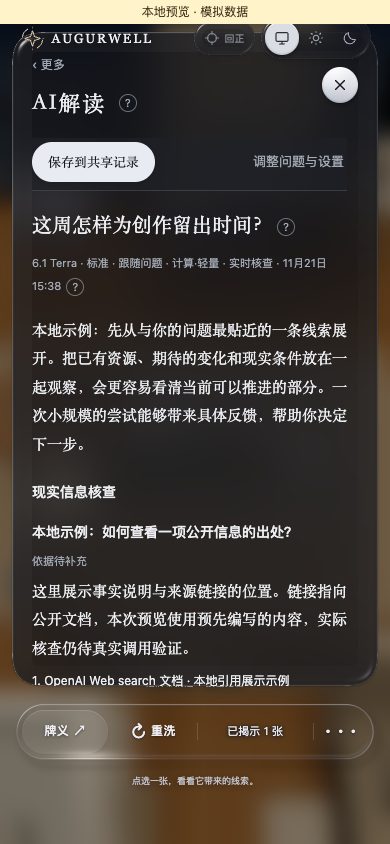 本地预览 · 模拟数据
AUGURWELL
回正
‹ 更多
AI解读 ?
保存到共享记录
调整问题与设置
这周怎样为创作留出时间? ?
6.1 Terra · 标准 · 跟随问题 · 计算·轻量 · 实时核查 · 11月21日
15:38 ?
本地示例：先从与你的问题最贴近的一条线索展
开。把已有资源、期待的变化和现实条件放在一
起观察，会更容易看清当前可以推进的部分。一
次小规模的尝试能够带来具体反馈，帮助你决定
下一步。
现实信息核查
本地示例：如何查看一项公开信息的出处?
依据待补充
这里展示事实说明与来源链接的位置。链接指向
公开文档，本次预览使用预先编写的内容，实际
核查仍待真实调用验证。
1. OpenAI Web search 文档 · 本地引用展示示例
牌义 ↗
重洗
已揭示 1 张
点选一张，看看它带来的线索。